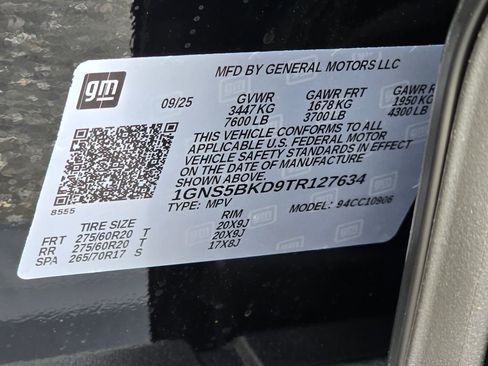 gm
MFD BY GENERAL MOTORS LLC
09/25 GVWR GAWR FRT GAWR R
3447 KG 1678 KG 1950 KG
7600 LB 3700 LB 4300 LB
THIS VEHICLE CONFORMS TO ALL
APPLICABLE U.S. FEDERAL MOTOR
VEHICLE SAFETY STANDARDS IN EFFECT
ON THE DATE OF MANUFACTURE
SHOWN ABOVE.
1GNS5BKD9TR127634
TYPE: MPV MODEL: 94CC10906
8555
TIRE SIZE RIM
FRT 275/60R20 T 20X9J
RR 275/60R20 T 20X9J
SPA 265/70R17 S 17X8J